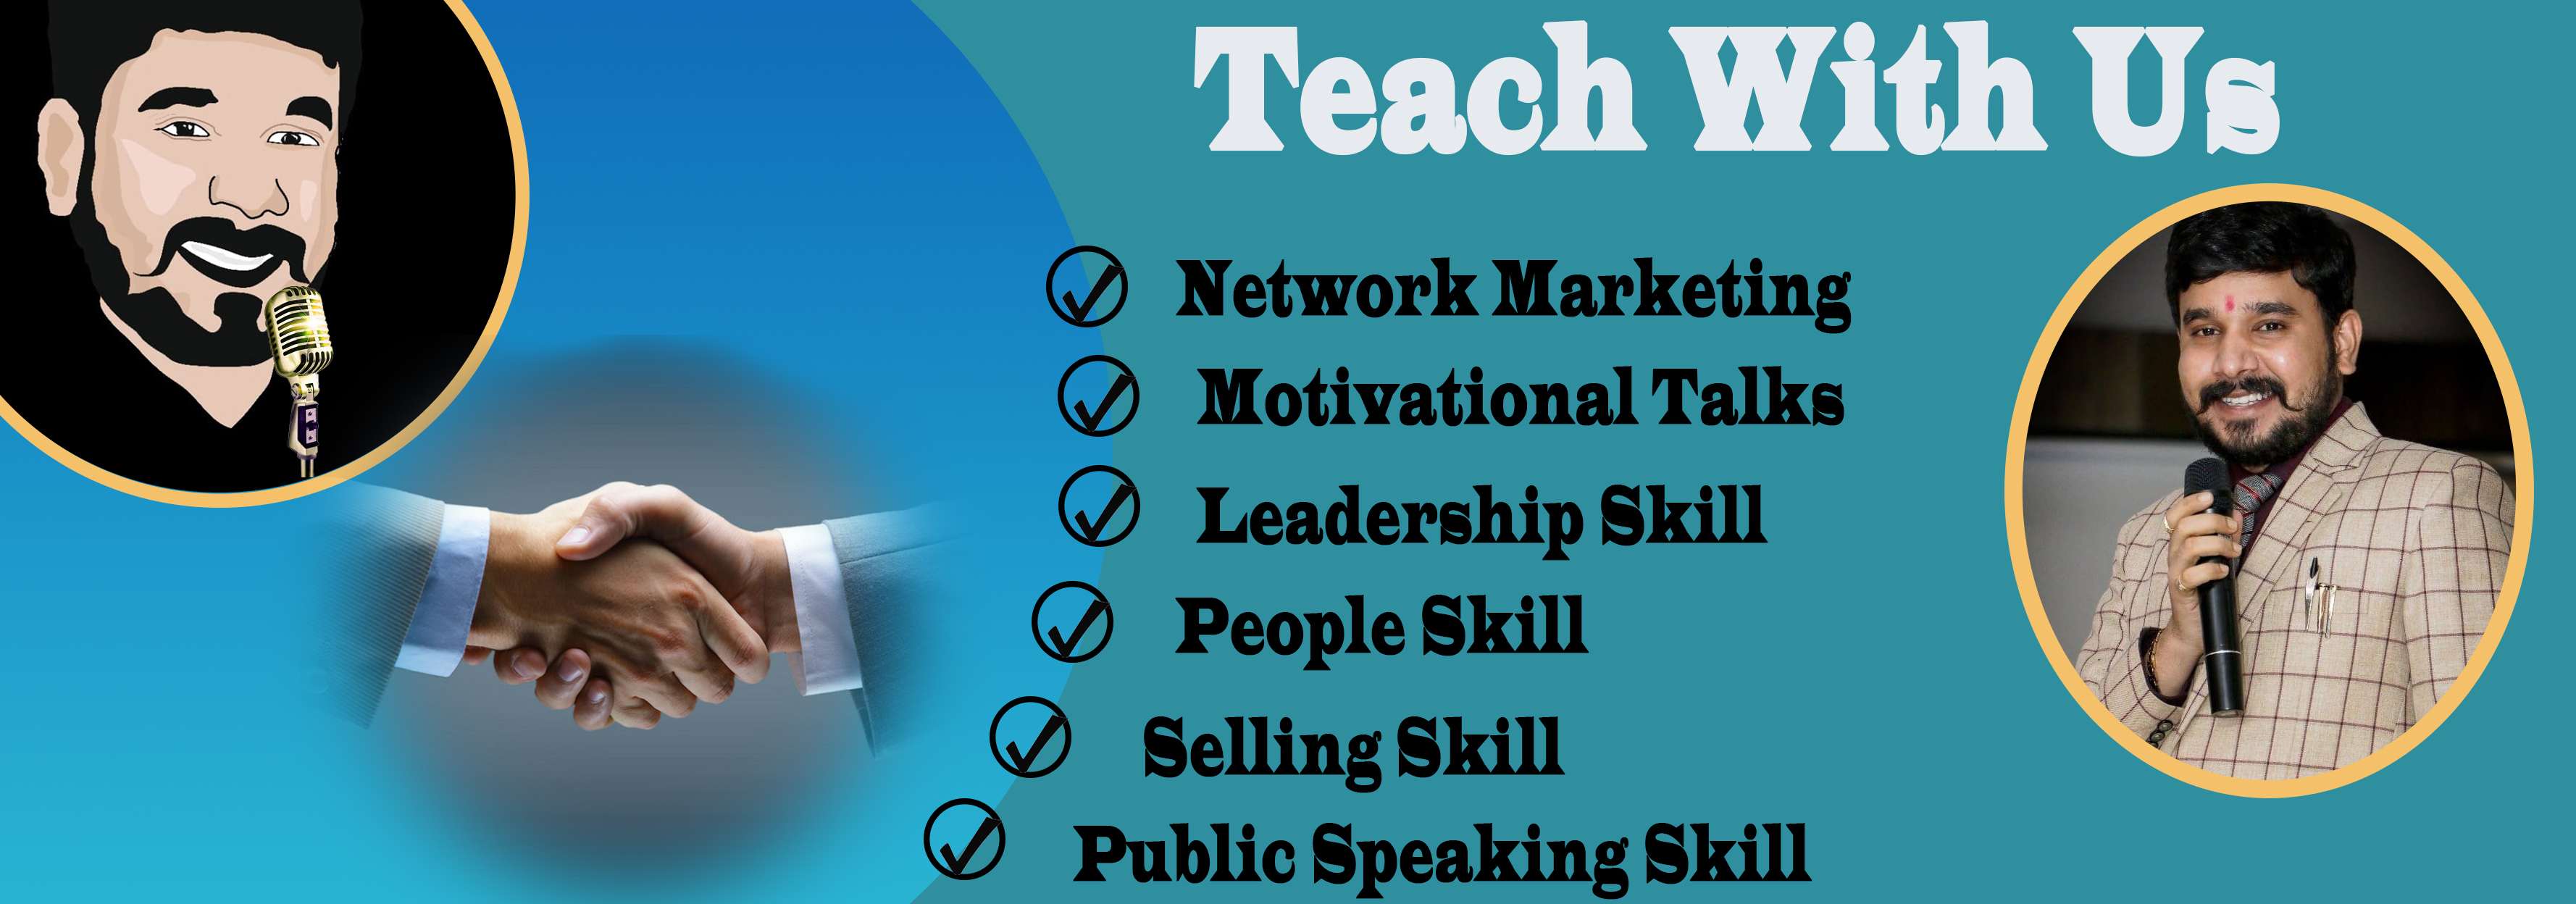 Teach With Us
Network Marketing
Motivational Talks
Leadership Skill
People Skill
Selling Skill
Public Speaking Skill